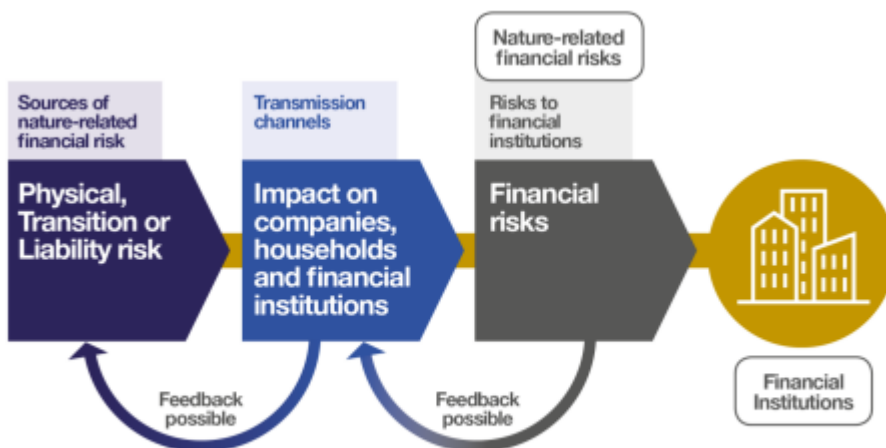 Nature-related
financial risks
Sources of
nature-related
financial risk
Transmission
channels
Risks to
financial
institutions
Physical,
Transition or
Liability risk
Impact on
companies,
households
and financial
institutions
Financial
risks
Feedback
possible
Feedback
possible
Financial
Institutions